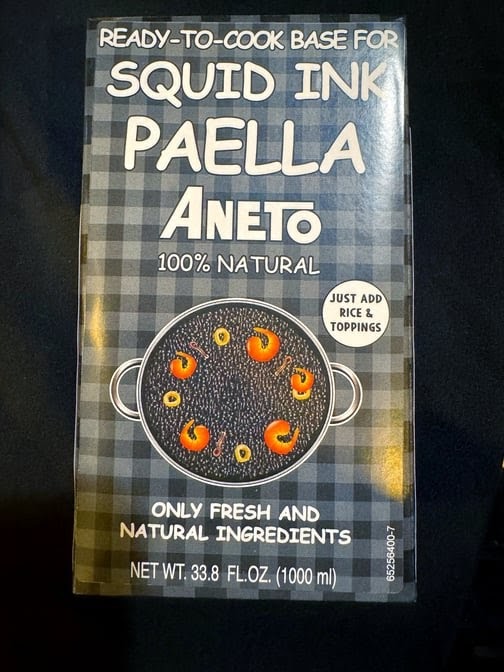 READY-TO-COOK BASE FOR
SQUID INK
PAELLA
ANETO
100% NATURAL
JUST ADD
RICE &
TOPPINGS
ONLY FRESH AND
NATURAL INGREDIENTS
NET WT. 33.8 FL.OZ. (1000 ml)
65256400-7